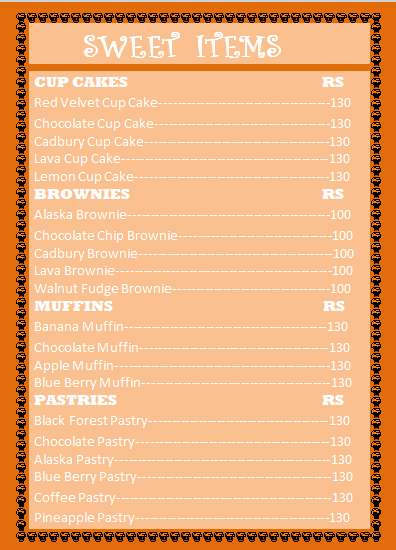 SWEET ITEMS
CUP CAKES RS
Red Velvet Cup Cake-----------------------------------130
Chocolate Cup Cake------------------------------------130
Cadbury Cup Cake--------------------------------------130
Lava Cup Cake-------------------------------------------130
Lemon Cup Cake----------------------------------------130
BROWNIES RS
Alaska Brownie------------------------------------------100
Chocolate Chip Brownie--------------------------------100
Cadbury Brownie----------------------------------------100
Lava Brownie--------------------------------------------100
Walnut Fudge Brownie---------------------------------100
MUFFINS RS
Banana Muffin------------------------------------------130
Chocolate Muffin---------------------------------------130
Apple Muffin--------------------------------------------130
Blue Berry Muffin---------------------------------------130
PASTRIES RS
Black Forest Pastry-------------------------------------130
Chocolate Pastry----------------------------------------130
Alaska Pastry--------------------------------------------130
Blue Berry Pastry----------------------------------------130
Coffee Pastry--------------------------------------------130
Pineapple Pastry----------------------------------------130